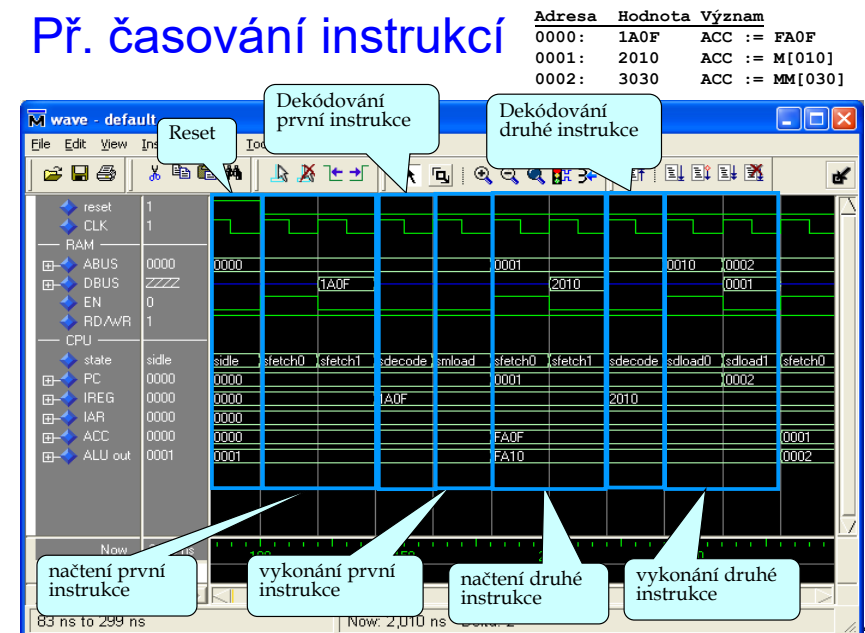 Př. časování instrukcí
Adresa Hodnota Význam
0000: 1A0F ACC := FA0F
0001: 2010 ACC := M[010]
0002: 3030 ACC := MM[030]
wave - default
Reset
Dekódování
první instrukce
Dekódování
druhé instrukce
File Edit View
reset 1
CLK 1
RAM
ABUS 0000 0000 0001 0010 0002
DBUS ZZZZ 1A0F 2010 0001
EN 0
RD/WR 1
CPU
state sidle sidle sfetch0 sfetch1 sdecode smload sfetch0 sfetch1 sdecode sdload0 sdload1 sfetch0
PC 0000 0000 0001 0002
IREG 0000 0000 1A0F 2010
IAR 0000 0000
ACC 0000 0000 FA0F 0001
ALU out 0001 0001 FA10 0002
Now
načtení první
instrukce
vykonání první
instrukce
načtení druhé
instrukce
vykonání druhé
instrukce
83 ns to 299 ns
Now: 2,010 ns